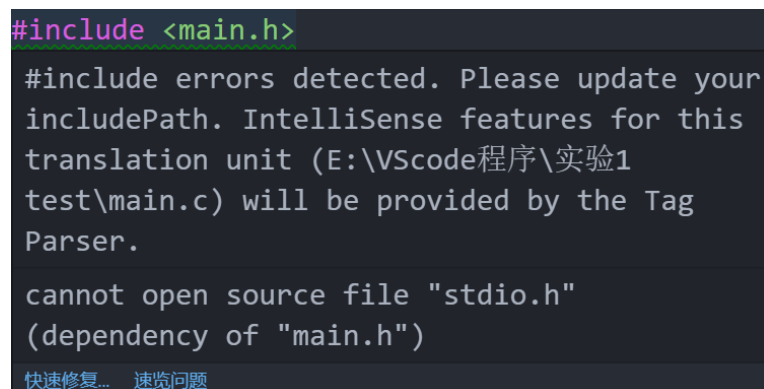 #include <main.h>
#include errors detected. Please update your
includePath. IntelliSense features for this
translation unit (E:\VScode程序\实验1
test\main.c) will be provided by the Tag
Parser.
cannot open source file "stdio.h"
(dependency of "main.h")
快速修复... 速览问题